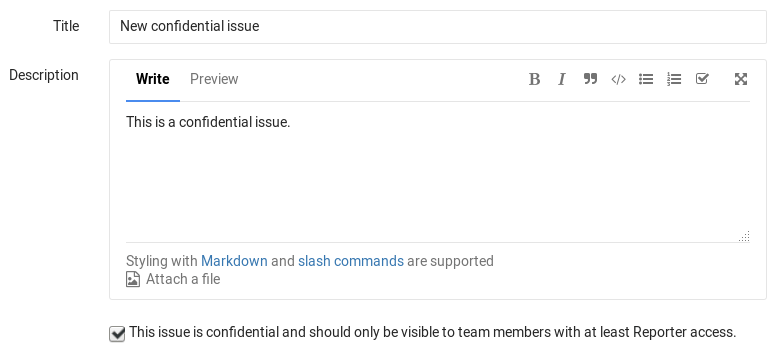 Title New confidential issue
Description
Write Preview
This is a confidential issue.
Styling with Markdown and slash commands are supported
Attach a file
This issue is confidential and should only be visible to team members with at least Reporter access.